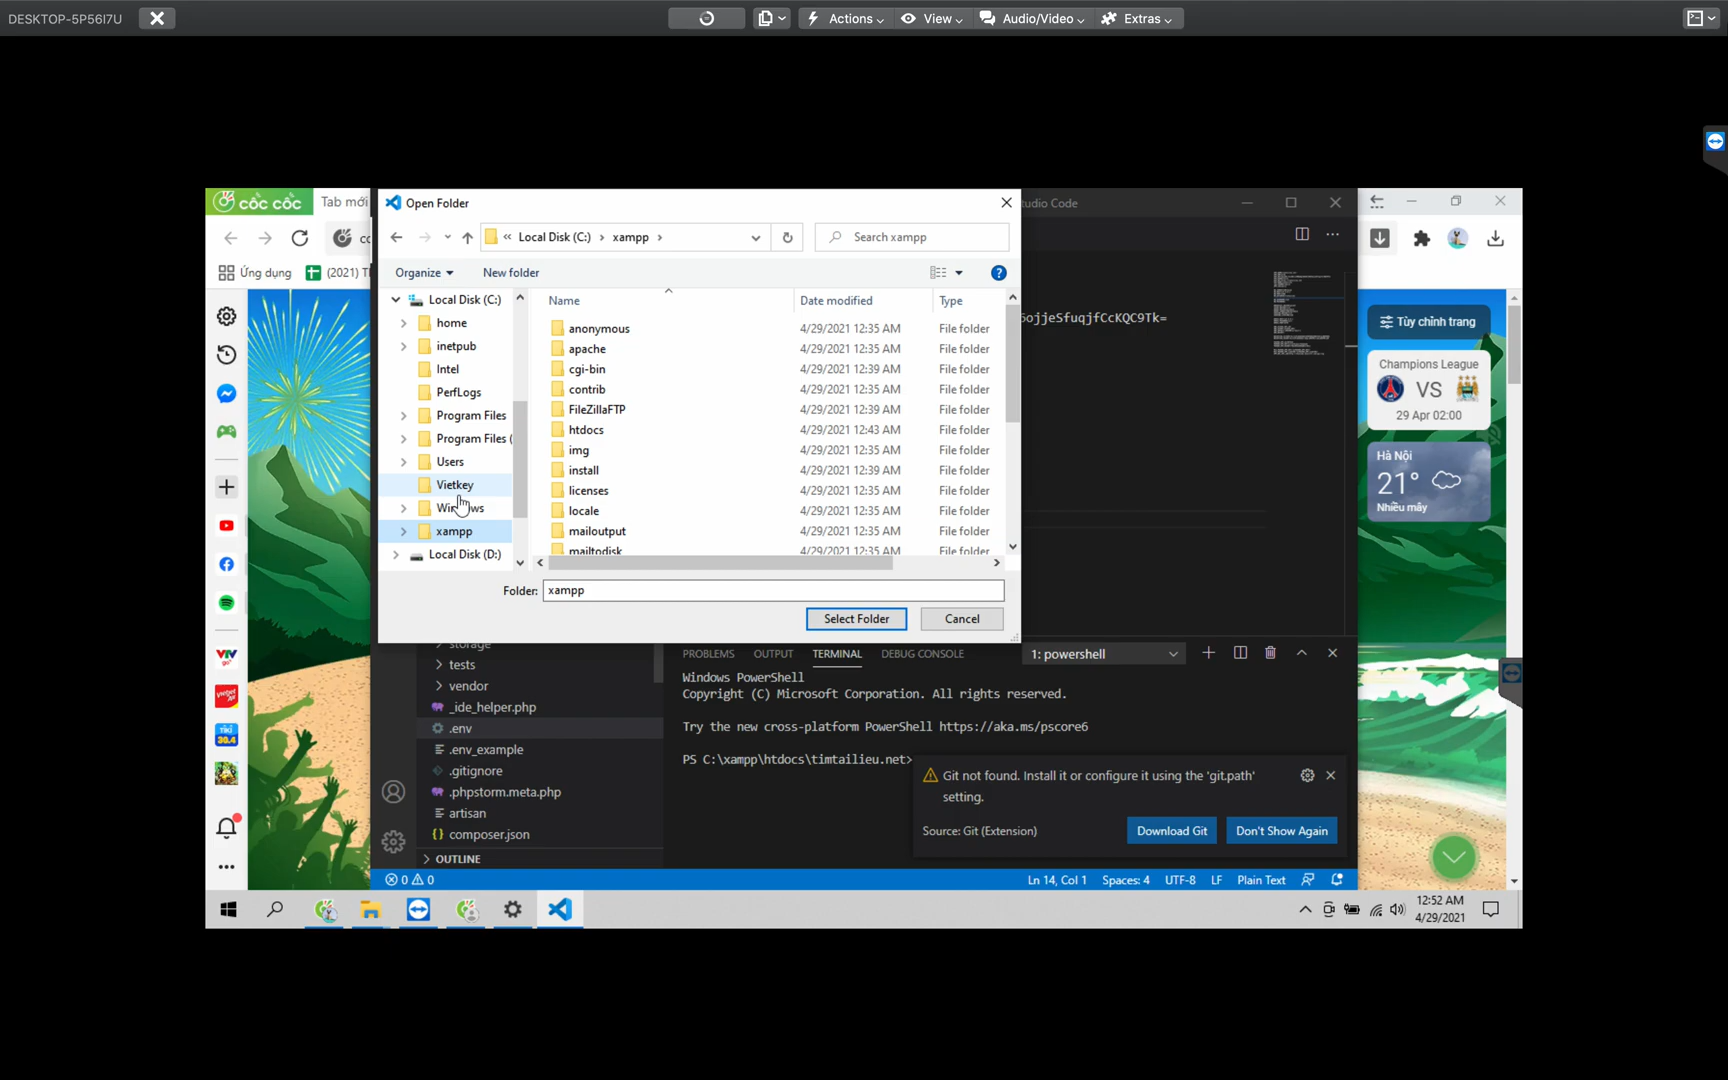 DESKTOP-5P56I7U
Actions
View
Audio/Video
Extras
cốc cốc
Tab mới
Ứng dụng
(2021)
Open Folder
Local Disk (C:)
xampp
Search xampp
Organize
New folder
Local Disk (C:)
home
inetpub
Intel
PerfLogs
Program Files
Program Files (
Users
Vietkey
xampp
Local Disk (D:)
Name Date modified Type
anonymous 4/29/2021 12:35 AM File folder
apache 4/29/2021 12:35 AM File folder
cgi-bin 4/29/2021 12:39 AM File folder
contrib 4/29/2021 12:35 AM File folder
FileZillaFTP 4/29/2021 12:39 AM File folder
htdocs 4/29/2021 12:43 AM File folder
img 4/29/2021 12:35 AM File folder
install 4/29/2021 12:39 AM File folder
licenses 4/29/2021 12:35 AM File folder
locale 4/29/2021 12:35 AM File folder
mailoutput 4/29/2021 12:35 AM File folder
mailtodisk 4/29/2021 12:35 AM File folder
Folder: xampp
Select Folder
Cancel
Code
storage
tests
vendor
_ide_helper.php
.env
.env_example
.gitignore
.phpstorm.meta.php
artisan
composer.json
OUTLINE
PROBLEMS OUTPUT TERMINAL DEBUG CONSOLE
1: powershell
Windows PowerShell
Copyright (C) Microsoft Corporation. All rights reserved.
Try the new cross-platform PowerShell https://aka.ms/pscore6
PS C:\xampp\htdocs\timtailieu.net>
Git not found. Install it or configure it using the 'git.path'
setting.
Source: Git (Extension)
Download Git
Don't Show Again
0 0
Ln 14, Col 1 Spaces: 4 UTF-8 LF Plain Text
Tùy chỉnh trang
Champions League
VS
29 Apr 02:00
Hà Nội
21°
Nhiều mây
12:52 AM
4/29/2021